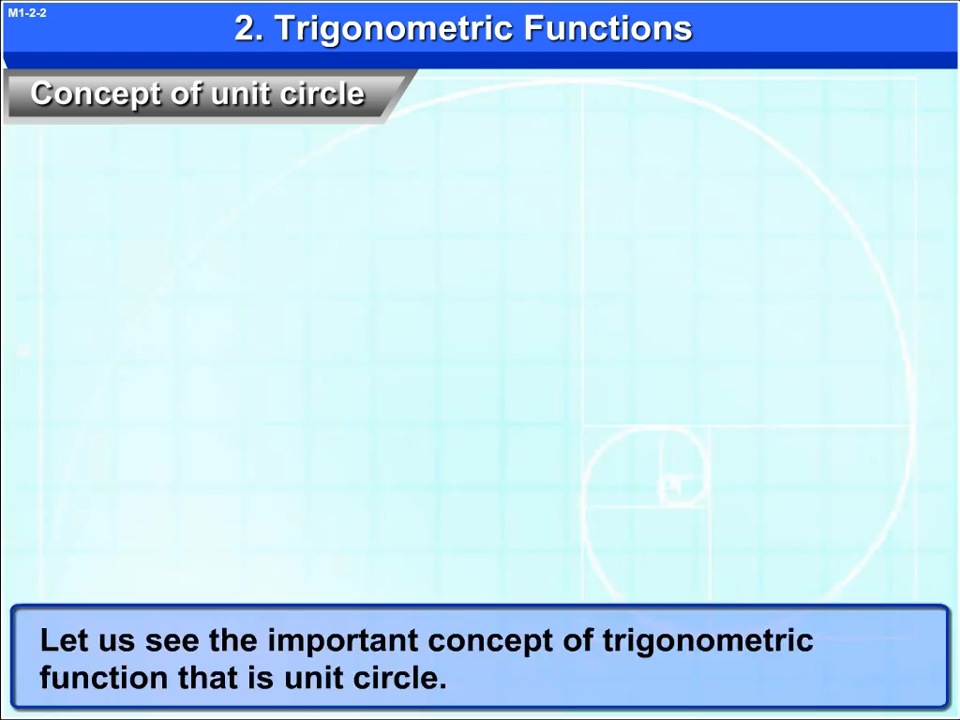 M1-2-2
2. Trigonometric Functions
Concept of unit circle
Let us see the important concept of trigonometric
function that is unit circle.